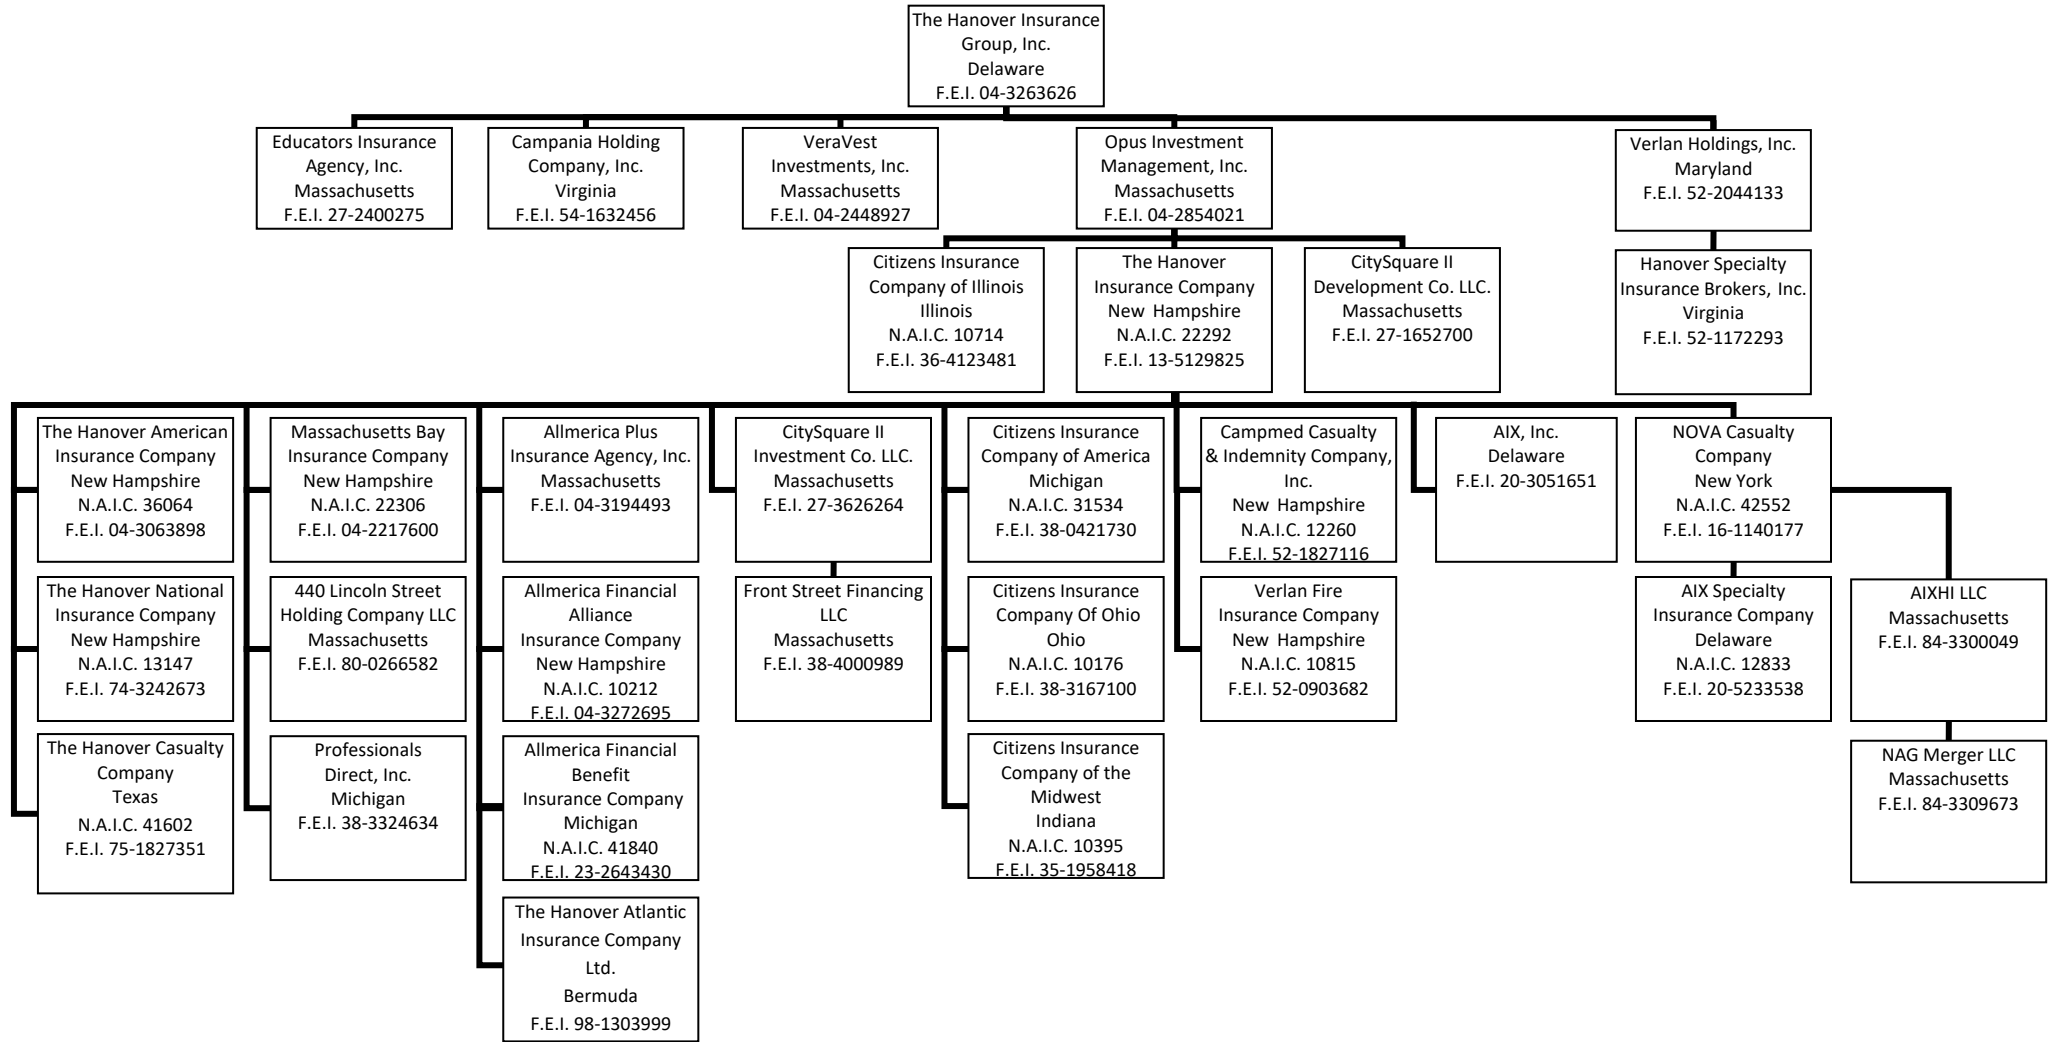 The Hanover Insurance
Group, Inc.
Delaware
F.E.I. 04-3263626
Educators Insurance
Agency, Inc.
Massachusetts
F.E.I. 27-2400275
Campania Holding
Company, Inc.
Virginia
F.E.I. 54-1632456
VeraVest
Investments, Inc.
Massachusetts
F.E.I. 04-2448927
Opus Investment
Management, Inc.
Massachusetts
F.E.I. 04-2854021
Verlan Holdings, Inc.
Maryland
F.E.I. 52-2044133
Citizens Insurance
Company of Illinois
Illinois
N.A.I.C. 10714
F.E.I. 36-4123481
The Hanover
Insurance Company
New Hampshire
N.A.I.C. 22292
F.E.I. 13-5129825
CitySquare II
Development Co. LLC.
Massachusetts
F.E.I. 27-1652700
Hanover Specialty
Insurance Brokers, Inc.
Virginia
F.E.I. 52-1172293
The Hanover American
Insurance Company
New Hampshire
N.A.I.C. 36064
F.E.I. 04-3063898
Massachusetts Bay
Insurance Company
New Hampshire
N.A.I.C. 22306
F.E.I. 04-2217600
Allmerica Plus
Insurance Agency, Inc.
Massachusetts
F.E.I. 04-3194493
CitySquare II
Investment Co. LLC.
Massachusetts
F.E.I. 27-3626264
Citizens Insurance
Company of America
Michigan
N.A.I.C. 31534
F.E.I. 38-0421730
Campmed Casualty
& Indemnity Company,
Inc.
New Hampshire
N.A.I.C. 12260
F.E.I. 52-1827116
AIX, Inc.
Delaware
F.E.I. 20-3051651
NOVA Casualty
Company
New York
N.A.I.C. 42552
F.E.I. 16-1140177
The Hanover National
Insurance Company
New Hampshire
N.A.I.C. 13147
F.E.I. 74-3242673
440 Lincoln Street
Holding Company LLC
Massachusetts
F.E.I. 80-0266582
Allmerica Financial
Alliance
Insurance Company
New Hampshire
N.A.I.C. 10212
F.E.I. 04-3272695
Front Street Financing
LLC
Massachusetts
F.E.I. 38-4000989
Citizens Insurance
Company Of Ohio
Ohio
N.A.I.C. 10176
F.E.I. 38-3167100
Verlan Fire
Insurance Company
New Hampshire
N.A.I.C. 10815
F.E.I. 52-0903682
AIX Specialty
Insurance Company
Delaware
N.A.I.C. 12833
F.E.I. 20-5233538
AIXHI LLC
Massachusetts
F.E.I. 84-3300049
The Hanover Casualty
Company
Texas
N.A.I.C. 41602
F.E.I. 75-1827351
Professionals
Direct, Inc.
Michigan
F.E.I. 38-3324634
Allmerica Financial
Benefit
Insurance Company
Michigan
N.A.I.C. 41840
F.E.I. 23-2643430
Citizens Insurance
Company of the
Midwest
Indiana
N.A.I.C. 10395
F.E.I. 35-1958418
NAG Merger LLC
Massachusetts
F.E.I. 84-3309673
The Hanover Atlantic
Insurance Company
Ltd.
Bermuda
F.E.I. 98-1303999